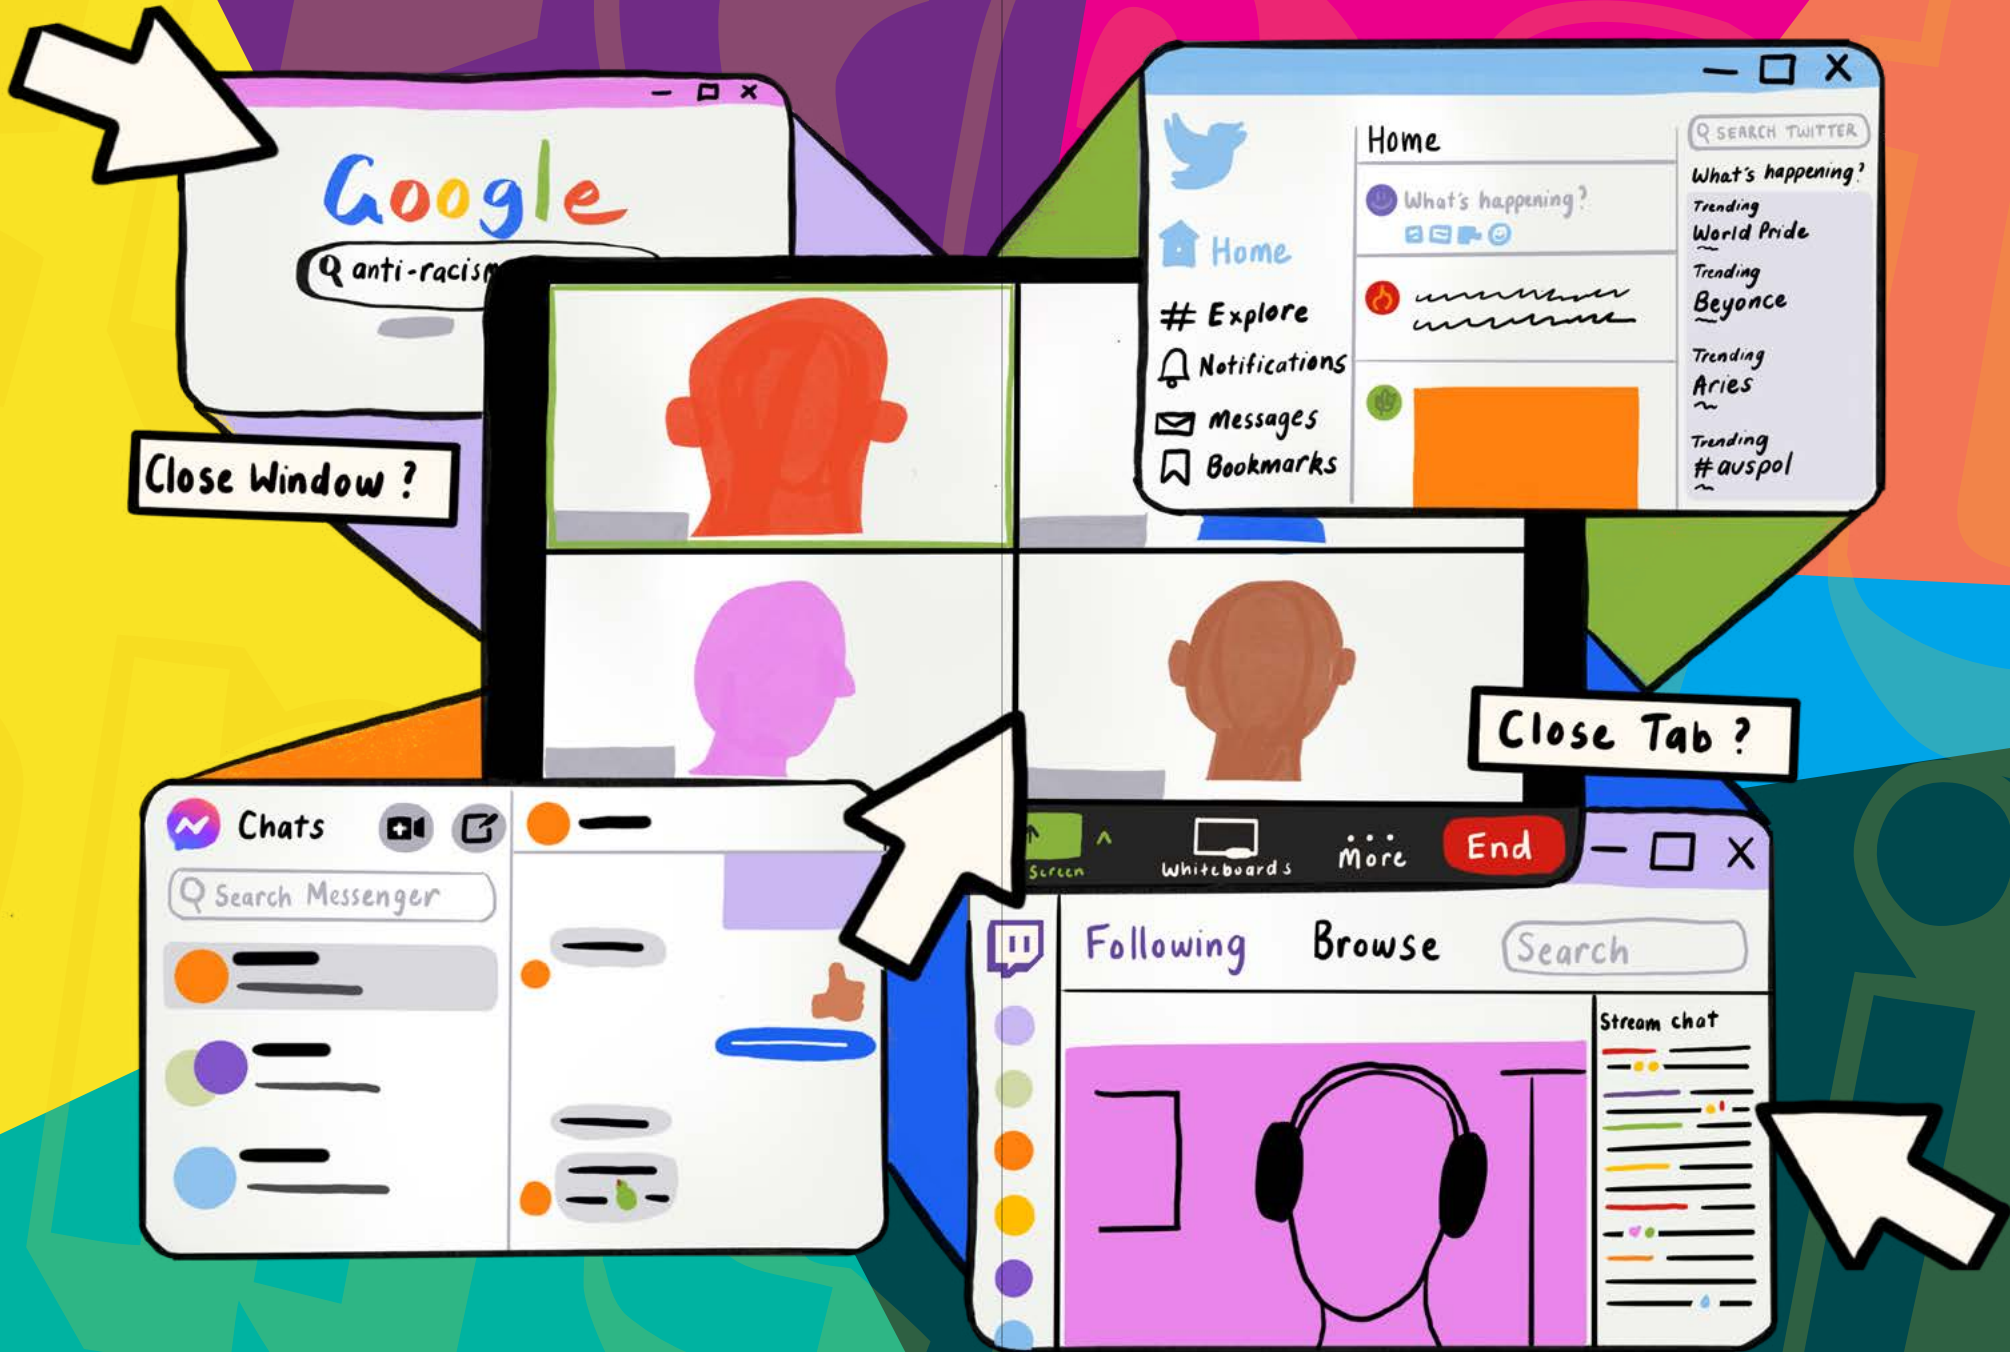 Google
anti-racism
Close Window ?
Home
Explore
Notifications
Messages
Bookmarks
Home
What's happening?
SEARCH TWITTER
What's happening?
Trending
World Pride
Trending
Beyonce
Trending
Aries
Trending
#auspol
Close Tab ?
Screen
Whiteboards
More
End
Chats
Search Messenger
Following
Browse
Search
Stream chat